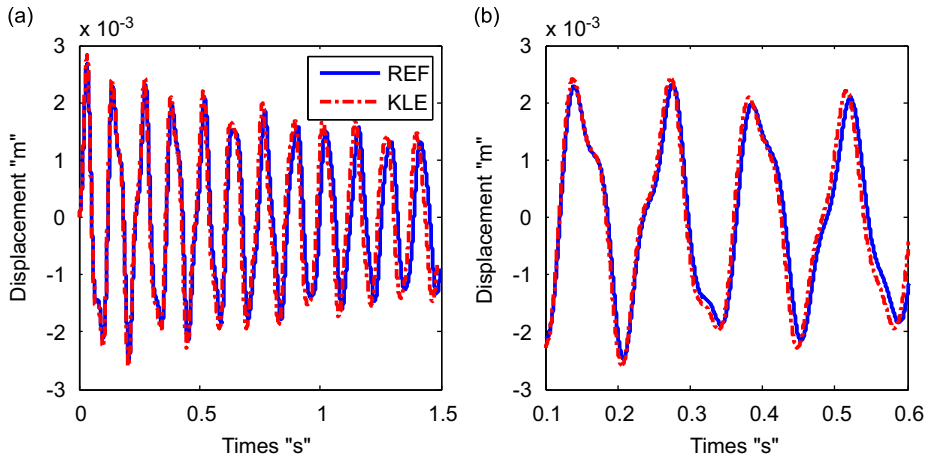 (a)
x 10⁻³
3
2
1
0
-1
-2
-3
Displacement "m"
0
0.5
1
1.5
Times "s"
REF
KLE
(b)
x 10⁻³
3
2
1
0
-1
-2
-3
Displacement "m"
0.1
0.2
0.3
0.4
0.5
0.6
Times "s"